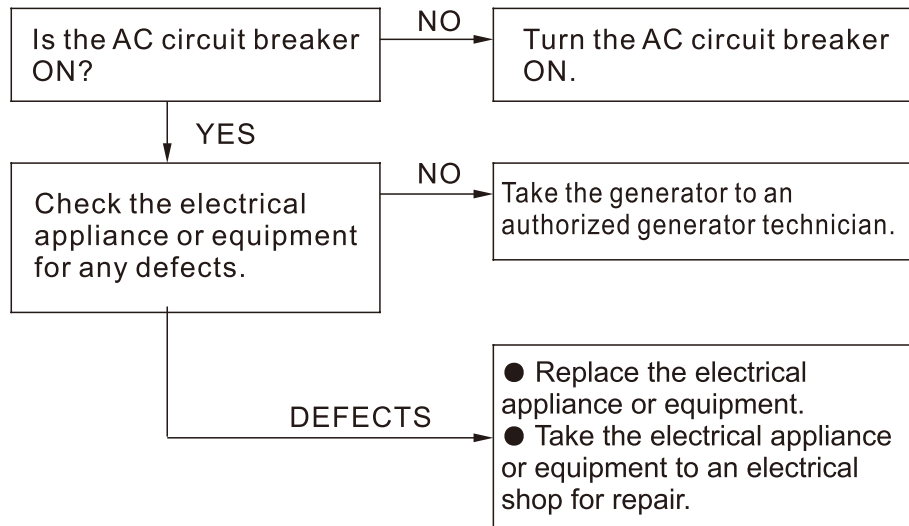 Is the AC circuit breaker
ON?
NO
Turn the AC circuit breaker
ON.
YES
Check the electrical
appliance or equipment
for any defects.
NO
Take the generator to an
authorized generator technician.
DEFECTS
● Replace the electrical
appliance or equipment.
● Take the electrical appliance
or equipment to an electrical
shop for repair.